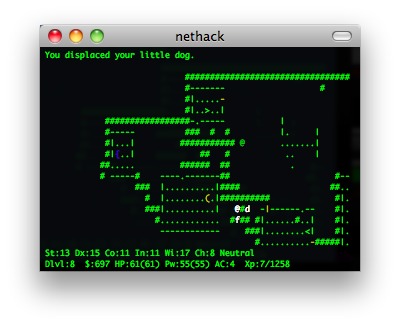 nethack
You displaced your little dog.
St:13 Dx:15 Co:11 In:11 Wi:17 Ch:8 Neutral
Dlvl:8 $:697 HP:61(61) Pw:55(55) AC:4 Xp:7/1258